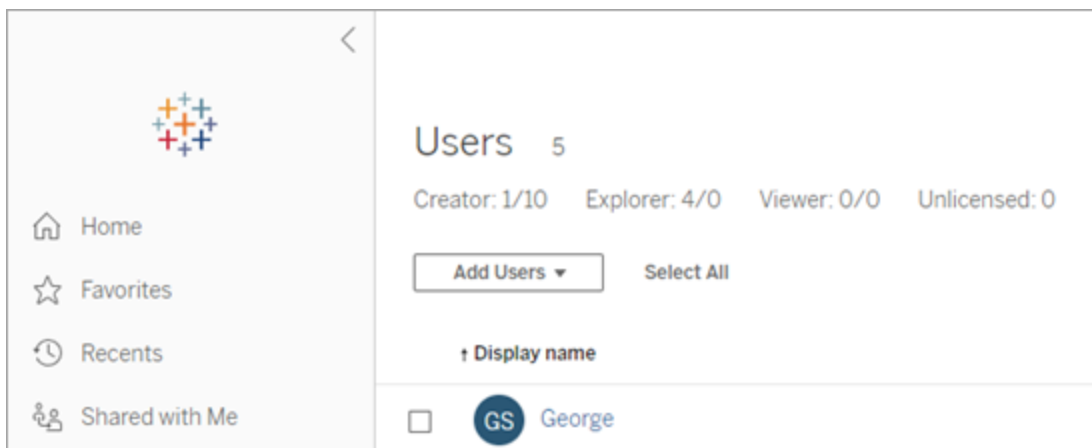 Home
Favorites
Recents
Shared with Me
Users 5
Creator: 1/10 Explorer: 4/0 Viewer: 0/0 Unlicensed: 0
Add Users ▾ Select All
↑ Display name
GS George